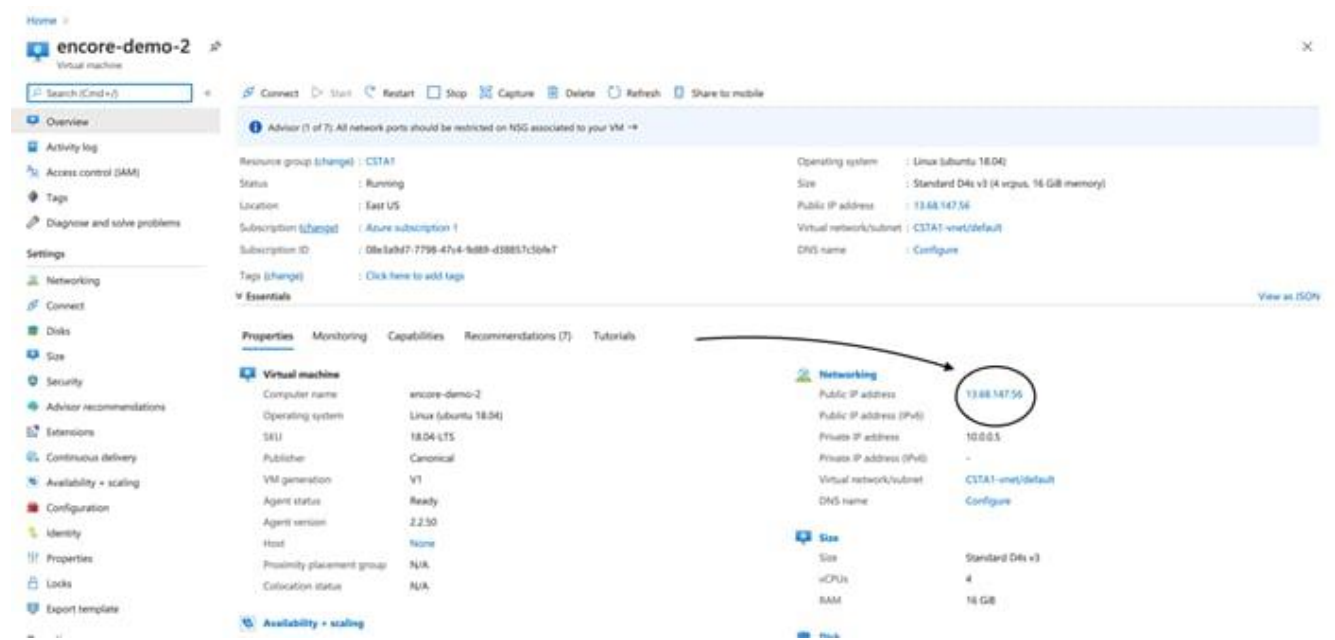 Home >
encore-demo-2
Virtual machine
Search (Cmd+/)
Connect Start Restart Stop Capture Delete Refresh Share to mobile
Overview
Activity log
Access control (IAM)
Tags
Diagnose and solve problems
Settings
Networking
Connect
Disks
Size
Security
Advisor recommendations
Extensions
Continuous delivery
Availability + scaling
Configuration
Identity
Properties
Locks
Export template
Advisor (1 of 7): All network ports should be restricted on NSG associated to your VM →
Resource group (change) : CSTA1
Status : Running
Location : East US
Subscription (change) : Azure subscription 1
Subscription ID :
Tags (change) : Click here to add tags
Operating system : Linux (ubuntu 18.04)
Size : Standard D4s v3 (4 vcpus, 16 GiB memory)
Public IP address : 13.68.147.56
Virtual network/subnet : CSTA1-vnet/default
DNS name : Configure
Essentials
View as JSON
Properties Monitoring Capabilities Recommendations (7) Tutorials
Virtual machine
Computer name encore-demo-2
Operating system Linux (ubuntu 18.04)
SKU 18.04-LTS
Publisher Canonical
VM generation V1
Agent status Ready
Agent version 2.2.50
Host None
Proximity placement group N/A
Colocation status N/A
Availability + scaling
Networking
Public IP address 13.68.147.56
Public IP address (IPv6) -
Private IP address 10.0.0.5
Private IP address (IPv6) -
Virtual network/subnet CSTA1-vnet/default
DNS name Configure
Size
Size Standard D4s v3
vCPUs 4
RAM 16 GiB
Disk